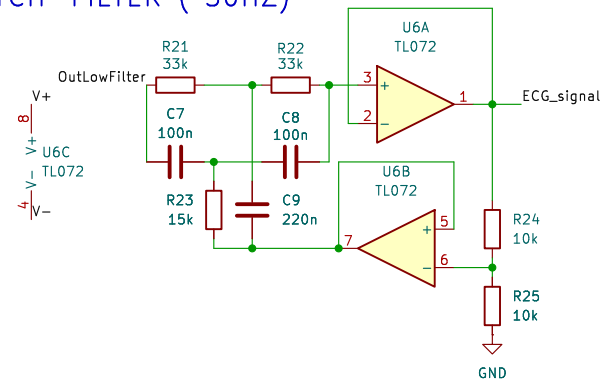 TCH FILTER ( 50HZ)
U6A
TL072
R21
33k
R22
33k
OutLowFilter
3
+
1
ECG_signal
2
−
V+
8
V+
U6C
TL072
V−
4
V−
C7
100n
C8
100n
R23
15k
C9
220n
U6B
TL072
5
+
7
6
−
R24
10k
R25
10k
GND